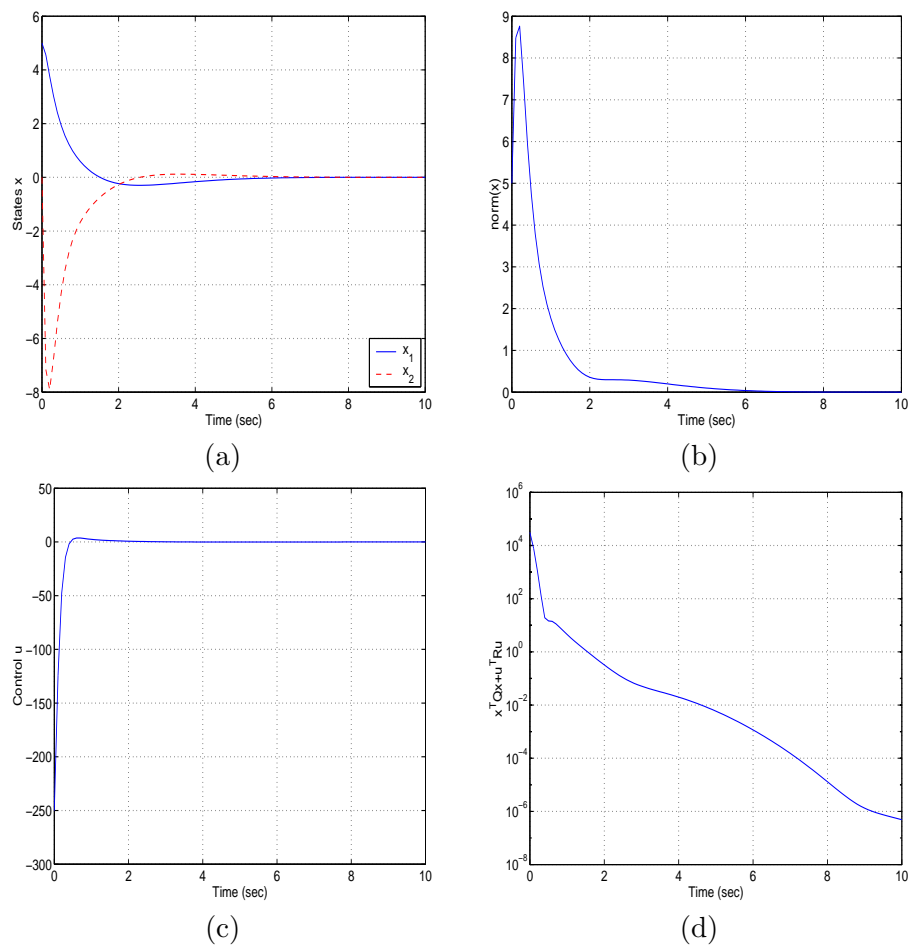 6
4
2
0
−2
−4
−6
−8
States x
0 2 4 6 8 10
Time (sec)
x_1
x_2
(a)
9
8
7
6
5
4
3
2
1
0
norm(x)
0 2 4 6 8 10
Time (sec)
(b)
50
0
−50
−100
−150
−200
−250
−300
Control u
0 2 4 6 8 10
Time (sec)
(c)
10^6
10^4
10^2
10^0
10^−2
10^−4
10^−6
10^−8
x^TQx+u^TRu
0 2 4 6 8 10
Time (sec)
(d)